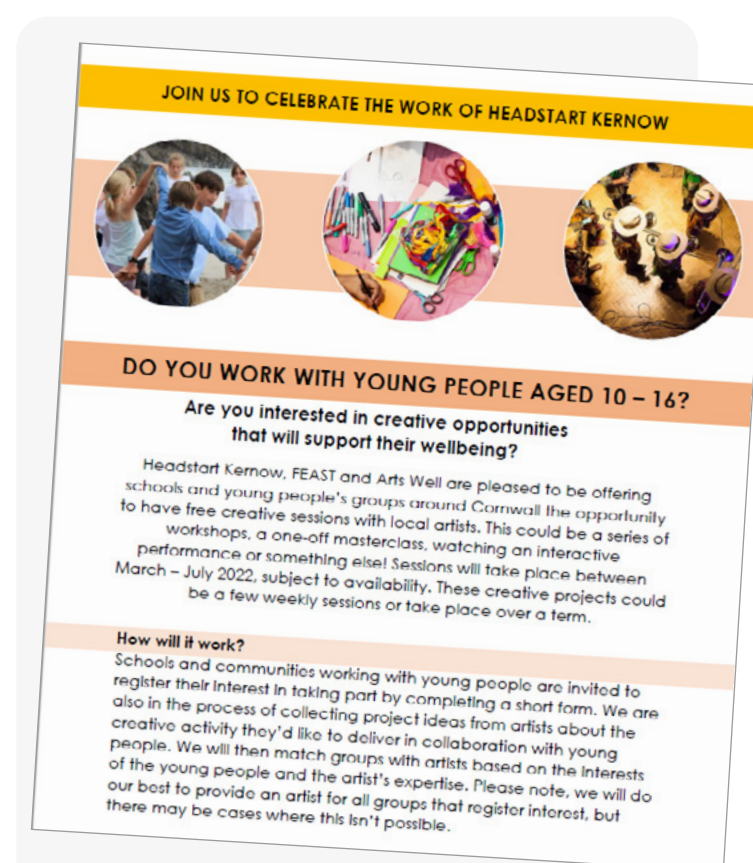 JOIN US TO CELEBRATE THE WORK OF HEADSTART KERNOW
DO YOU WORK WITH YOUNG PEOPLE AGED 10 – 16?
Are you interested in creative opportunities
that will support their wellbeing?
Headstart Kernow, FEAST and Arts Well are pleased to be offering
schools and young people's groups around Cornwall the opportunity
to have free creative sessions with local artists. This could be a series of
workshops, a one-off masterclass, watching an interactive
performance or something else! Sessions will take place between
March – July 2022, subject to availability. These creative projects could
be a few weekly sessions or take place over a term.
How will it work?
Schools and communities working with young people are invited to
register their interest in taking part by completing a short form. We are
also in the process of collecting project ideas from artists about the
creative activity they'd like to deliver in collaboration with young
people. We will then match groups with artists based on the interests
of the young people and the artist's expertise. Please note, we will do
our best to provide an artist for all groups that register interest, but
there may be cases where this isn't possible.